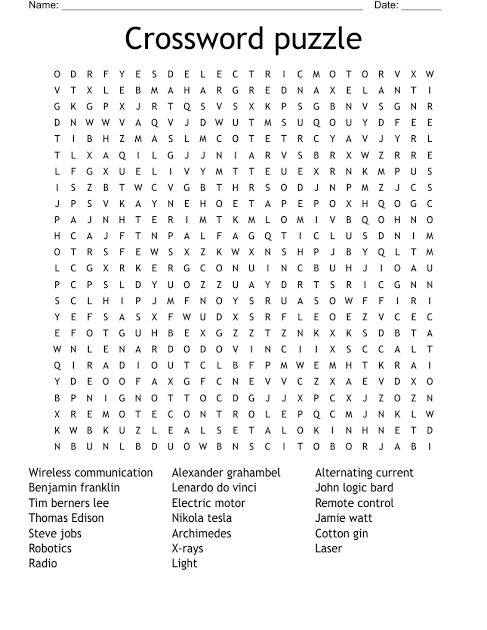 Name: ________ Date: ________
Crossword puzzle
O D R F Y E S D E L E C T R I C M O T O R V X W
V T X L E B M A H A R G R E D N A X E L A N T I
G K G P X J R T Q S V S X K P S G B N V S G N R
D N W W V A Q V J D W U T M S U Q O U Y D F E E
T I B H Z M A S L M C O T E T R C Y A V J Y R L
T L X A Q I L G J J N I A R V S B R X W Z R R E
L F G X U E L I V Y M T T E U E X R N K M P U S
I S Z B T W C V G B T H R S O D J N P M Z J C S
J P S V K A Y N E H O E T A P E P O X H Q O G C
P A J N H T E R I M T K M L O M I V B Q O H N O
H C A J F T N P A L F A G Q T I C L U S D N I M
O T R S F E W S X Z K W X N S H P J B Y Q L T M
L C G X R K E R G C O N U I N C B U H J I O A U
P C P S L D Y U O Z Z U A Y D R T S R I C G N N
S C L H I P J M F N O Y S R U A S O W F F I R I
Y E F S A S X F W U D X S R F L E O E Z V C E C
E F O T G U H B E X G Z Z T Z N K X K S D B T A
W N L E N A R D O D O V I N C I I X S C C A L T
Q I R A D I O U T C L B F P M W E M H T K R A I
Y D E O O F A X G F C N E V V C Z X A E V D X O
B P N I G N O T T O C D G J J X P C X J Z O Z N
X R E M O T E C O N T R O L E P Q C M J N K L W
K W B K U Z L E A L S E T A L O K I N H N E T D
N B U N L B D U O W B N S C I T O B O R J A B I
Wireless communication Alexander grahambel Alternating current
Benjamin franklin Lenardo do vinci John logic bard
Tim berners lee Electric motor Remote control
Thomas Edison Nikola tesla Jamie watt
Steve jobs Archimedes Cotton gin
Robotics X-rays Laser
Radio Light